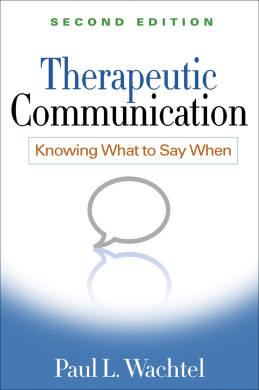 SECOND EDITION
Therapeutic
Communication
Knowing What to Say When
Paul L. Wachtel